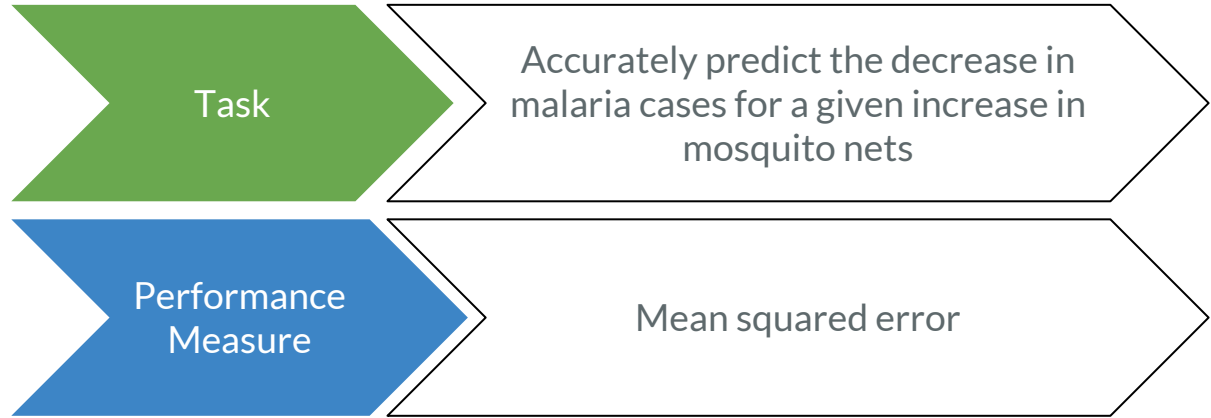 Task
Accurately predict the decrease in
malaria cases for a given increase in
mosquito nets
Performance
Measure
Mean squared error